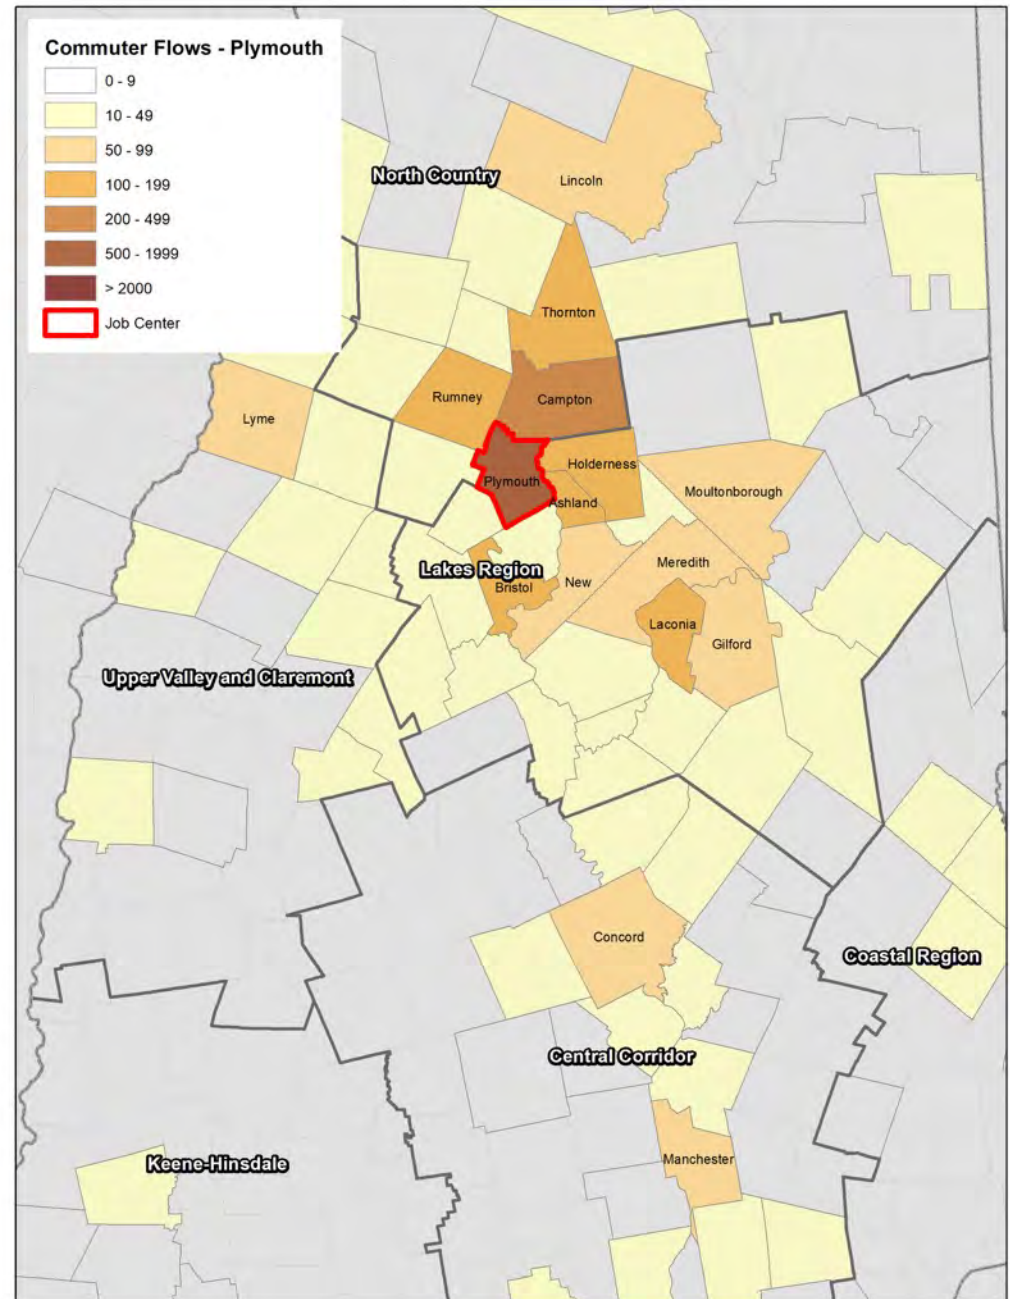 Commuter Flows - Plymouth
0 - 9
10 - 49
50 - 99
100 - 199
200 - 499
500 - 1999
> 2000
Job Center
North Country
Lincoln
Thornton
Rumney
Campton
Lyme
Holderness
Plymouth
Moultonborough
Ashland
Meredith
Lakes Region
New
Bristol
Laconia
Gilford
Upper Valley and Claremont
Concord
Coastal Region
Central Corridor
Manchester
Keene-Hinsdale